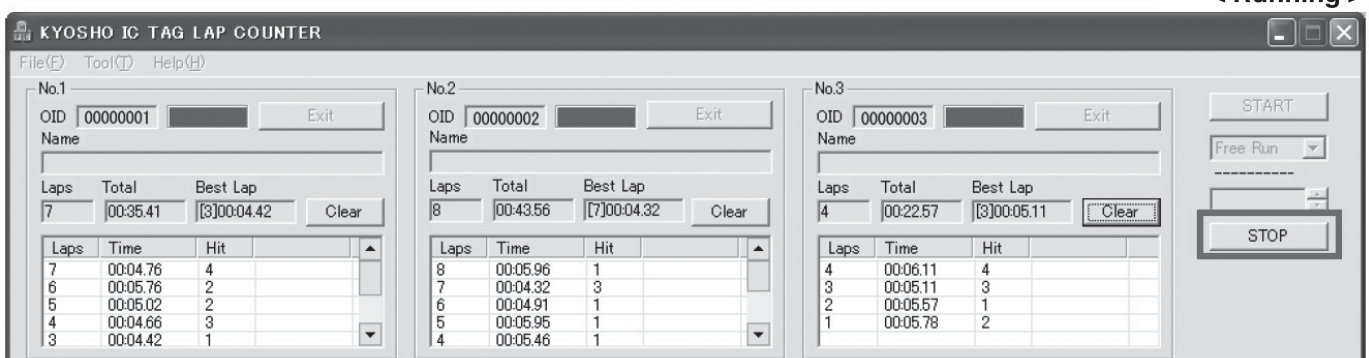 < Running >
KYOSHO IC TAG LAP COUNTER
File(F) Tool(T) Help(H)
No.1
OID 00000001 Exit
Name
Laps Total Best Lap
7 00:35.41 [3]00:04.42 Clear
Laps Time Hit
7 00:04.76 4
6 00:05.76 2
5 00:05.02 2
4 00:04.66 3
3 00:04.42 1
No.2
OID 00000002 Exit
Name
Laps Total Best Lap
8 00:43.56 [7]00:04.32 Clear
Laps Time Hit
8 00:05.96 1
7 00:04.32 3
6 00:04.91 1
5 00:05.95 1
4 00:05.46 1
No.3
OID 00000003 Exit
Name
Laps Total Best Lap
4 00:22.57 [3]00:05.11 Clear
Laps Time Hit
4 00:06.11 4
3 00:05.11 3
2 00:05.57 1
1 00:05.78 2
START
Free Run
----------
STOP